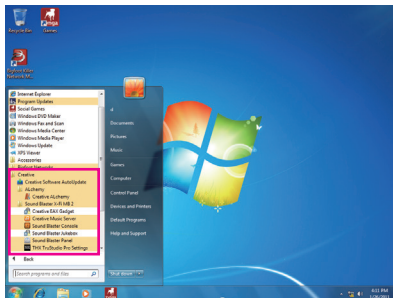 Recycle Bin
Games
Internet Explorer
Program Updates
Social Games
Windows DVD Maker
Windows Fax and Scan
Windows Media Center
Windows Media Player
Windows Update
XPS Viewer
Accessories
Creative
Creative Software AutoUpdate
ALchemy
Creative ALchemy
Sound Blaster X-Fi MB 2
Creative EAX Gadget
Creative Music Server
Sound Blaster Console
Sound Blaster Jukebox
Sound Blaster Panel
THX TruStudio Pro Settings
Back
Search programs and files
Documents
Pictures
Music
Games
Computer
Control Panel
Devices and Printers
Default Programs
Help and Support
Shut down
6:11 PM